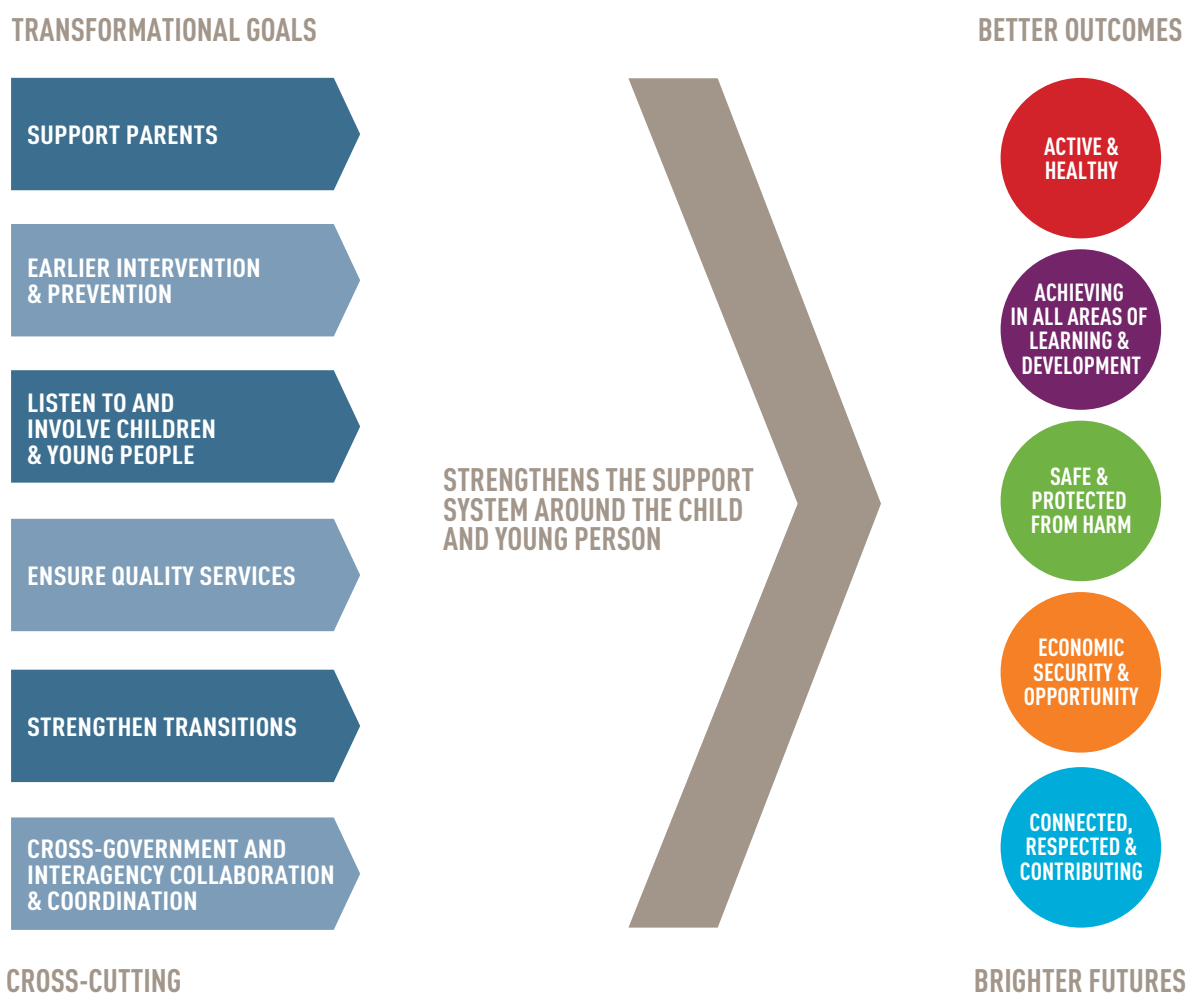 TRANSFORMATIONAL GOALS
BETTER OUTCOMES
SUPPORT PARENTS
EARLIER INTERVENTION
& PREVENTION
LISTEN TO AND
INVOLVE CHILDREN
& YOUNG PEOPLE
ENSURE QUALITY SERVICES
STRENGTHEN TRANSITIONS
CROSS-GOVERNMENT AND
INTERAGENCY COLLABORATION
& COORDINATION
STRENGTHENS THE SUPPORT
SYSTEM AROUND THE CHILD
AND YOUNG PERSON
ACTIVE &
HEALTHY
ACHIEVING
IN ALL AREAS OF
LEARNING &
DEVELOPMENT
SAFE &
PROTECTED
FROM HARM
ECONOMIC
SECURITY &
OPPORTUNITY
CONNECTED,
RESPECTED &
CONTRIBUTING
CROSS-CUTTING
BRIGHTER FUTURES